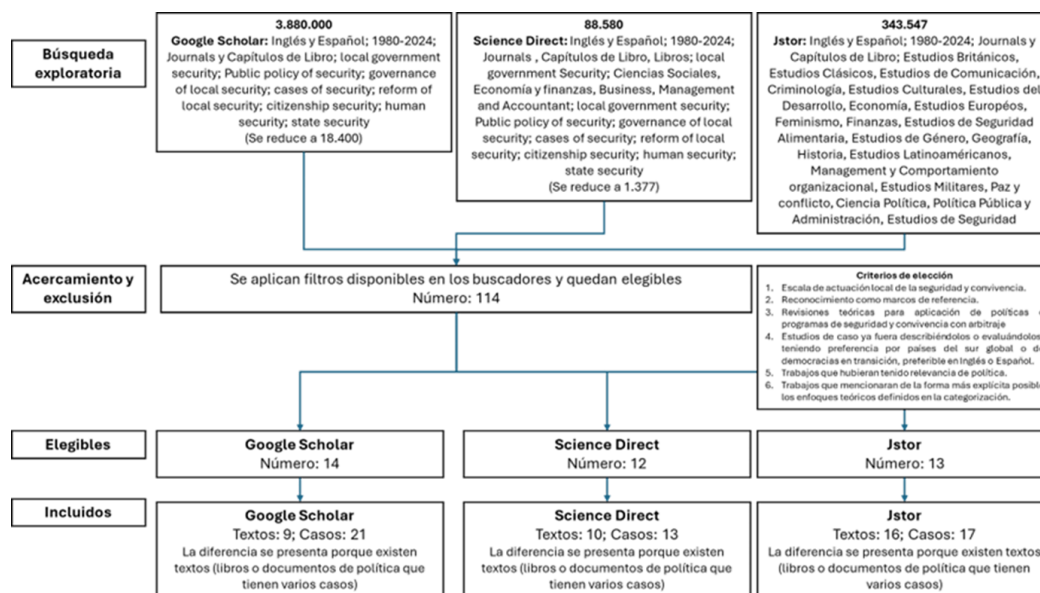 Búsqueda
exploratoria
3.880.000
Google Scholar: Inglés y Español; 1980-2024;
Journals y Capítulos de Libro; local government
security; Public policy of security; governance
of local security; cases of security; reform of
local security; citizenship security; human
security; state security
(Se reduce a 18.400)
88.580
Science Direct: Inglés y Español; 1980-2024;
Journals , Capítulos de Libro, Libros; local
government Security; Ciencias Sociales,
Economía y finanzas, Business, Management
and Accountant; local government security;
Public policy of security; governance of local
security; cases of security; reform of local
security; citizenship security; human security;
state security
(Se reduce a 1.377)
343.547
Jstor: Inglés y Español; 1980-2024; Journals y
Capítulos de Libro; Estudios Británicos,
Estudios Clásicos, Estudios de Comunicación,
Criminología, Estudios Culturales, Estudios del
Desarrollo, Economía, Estudios Européos,
Feminismo, Finanzas, Estudios de Seguridad
Alimentaria, Estudios de Género, Geografía,
Historia, Estudios Latinoaméricanos,
Management y Comportamiento
organizacional, Estudios Militares, Paz y
conflicto, Ciencia Política, Política Pública y
Administración, Estudios de Seguridad
Acercamiento y
exclusión
Se aplican filtros disponibles en los buscadores y quedan elegibles
Número: 114
Criterios de elección
1. Escala de actuación local de la seguridad y convivencia.
2. Reconocimiento como marcos de referencia.
3. Revisiones teóricas para aplicación de políticas
programas de seguridad y convivencia con arbitraje
4. Estudios de caso ya fuera describiéndolos o evaluándolos
teniendo preferencia por países del sur global o
democracias en transición, preferible en Inglés o Español.
5. Trabajos que hubieran tenido relevancia de política.
6. Trabajos que mencionaran de la forma más explícita posible
los enfoques teóricos definidos en la categorización.
Elegibles
Google Scholar
Número: 14
Science Direct
Número: 12
Jstor
Número: 13
Incluidos
Google Scholar
Textos: 9; Casos: 21
La diferencia se presenta porque existen
textos (libros o documentos de política que
tienen varios casos)
Science Direct
Textos: 10; Casos: 13
La diferencia se presenta porque existen
textos (libros o documentos de política que
tienen varios casos)
Jstor
Textos: 16; Casos: 17
La diferencia se presenta porque existen textos
(libros o documentos de política que tienen
varios casos)